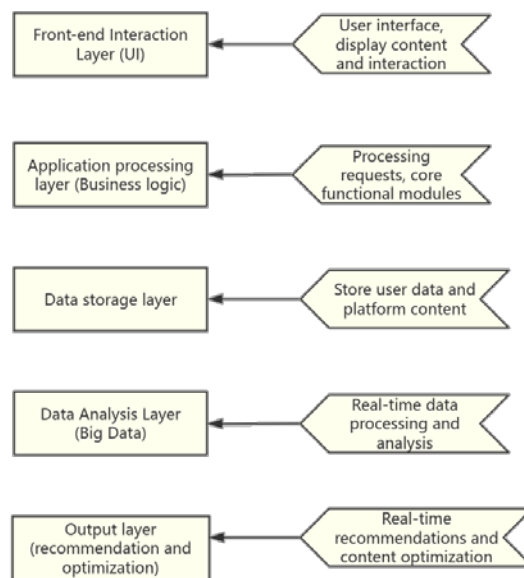 Front-end Interaction
Layer (UI)
User interface,
display content
and interaction
Application processing
layer (Business logic)
Processing
requests, core
functional modules
Data storage layer
Store user data and
platform content
Data Analysis Layer
(Big Data)
Real-time data
processing and
analysis
Output layer
(recommendation and
optimization)
Real-time
recommendations and
content optimization